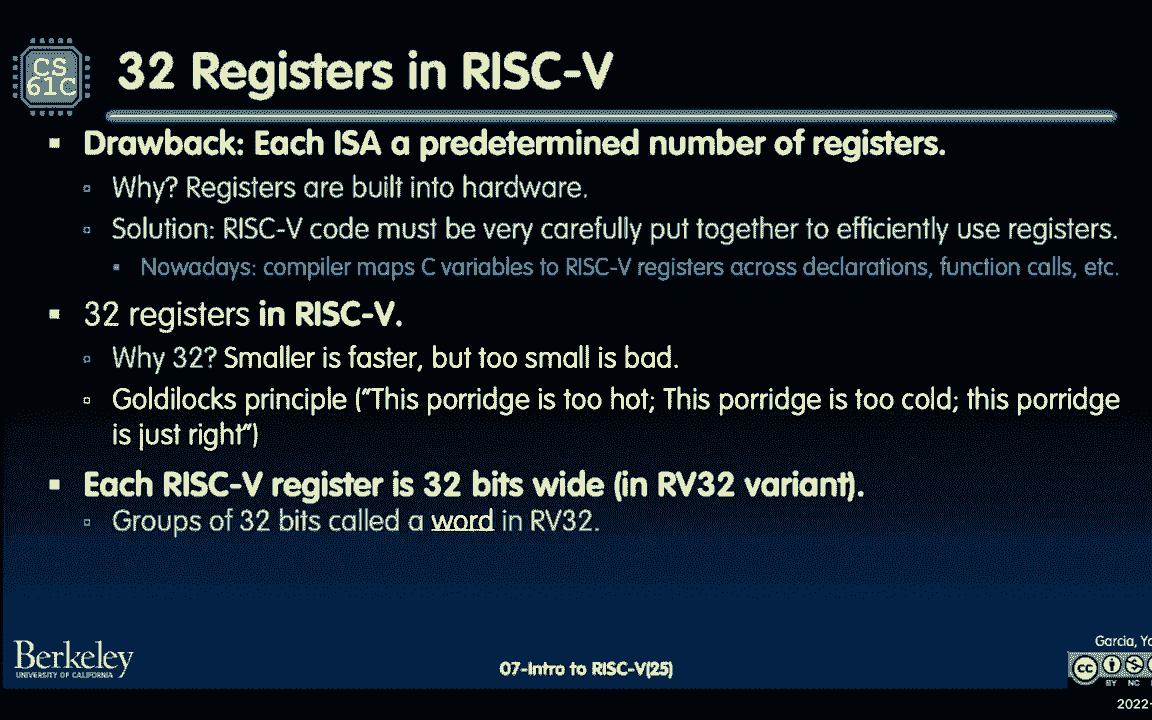 CS
61C
32 Registers in RISC-V
▪ Drawback: Each ISA a predetermined number of registers.
▫ Why? Registers are built into hardware.
▫ Solution: RISC-V code must be very carefully put together to efficiently use registers.
▪ Nowadays: compiler maps C variables to RISC-V registers across declarations, function calls, etc.
▪ 32 registers in RISC-V.
▫ Why 32? Smaller is faster, but too small is bad.
▫ Goldilocks principle (“This porridge is too hot; This porridge is too cold; this porridge
is just right”)
▪ Each RISC-V register is 32 bits wide (in RV32 variant).
▫ Groups of 32 bits called a word in RV32.
Berkeley
UNIVERSITY OF CALIFORNIA
07-Intro to RISC-V(25)
Garcia,
cc
BY NC
2022-